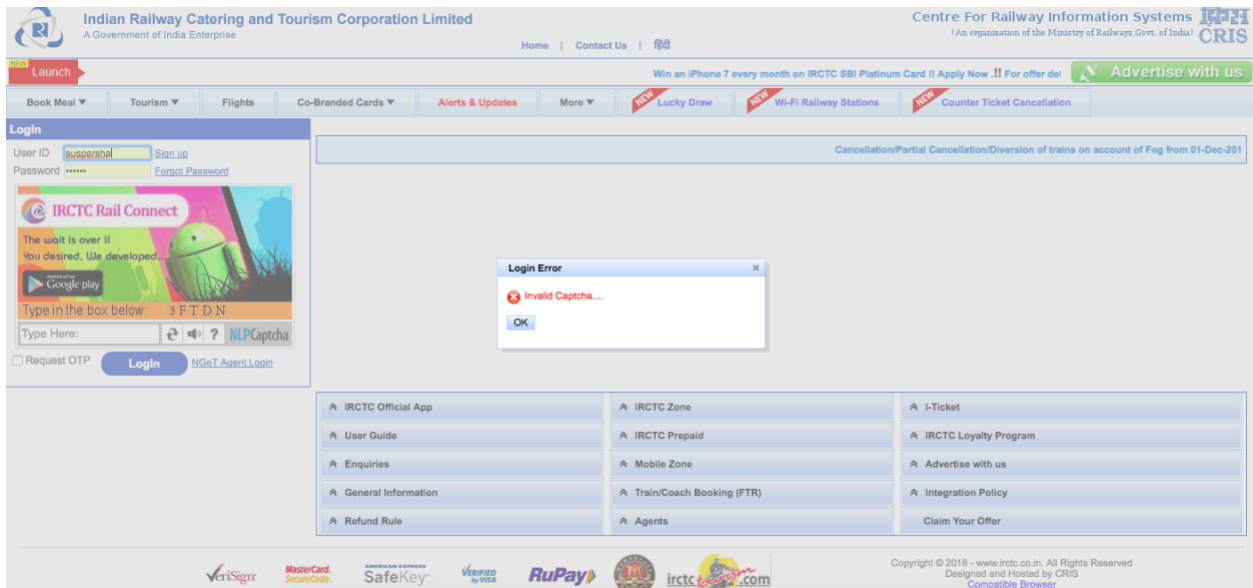 Indian Railway Catering and Tourism Corporation Limited
A Government of India Enterprise
Centre For Railway Information Systems
(An organization of the Ministry of Railways,Govt. of India)
CRIS
Home | Contact Us | हिंदी
NEW
Launch
Win an iPhone 7 every month on IRCTC SBI Platinum Card !! Apply Now .!! For offer det
Advertise with us
Book Meal ▼ Tourism ▼ Flights Co-Branded Cards ▼ Alerts & Updates More ▼ NEW Lucky Draw NEW Wi-Fi Railway Stations NEW Counter Ticket Cancellation
Login
User ID suspershal Sign up
Password •••••• Forgot Password
Cancellation/Partial Cancellation/Diversion of trains on account of Fog from 01-Dec-201
IRCTC Rail Connect
The wait is over !!
You desired, We developed...
Google play
Type in the box below: 3 F T D N
Type Here: ? NLPCaptcha
Request OTP Login NGeT Agent Login
Login Error
Invalid Captcha....
OK
IRCTC Official App IRCTC Zone I-Ticket
User Guide IRCTC Prepaid IRCTC Loyalty Program
Enquiries Mobile Zone Advertise with us
General Information Train/Coach Booking (FTR) Integration Policy
Refund Rule Agents Claim Your Offer
VeriSign
MasterCard.
SecureCode.
AMERICAN EXPRESS
SafeKey
VERIFIED
by VISA
RuPay
irctctourism.com
Copyright © 2018 - www.irctc.co.in. All Rights Reserved
Designed and Hosted by CRIS
Compatible Browser